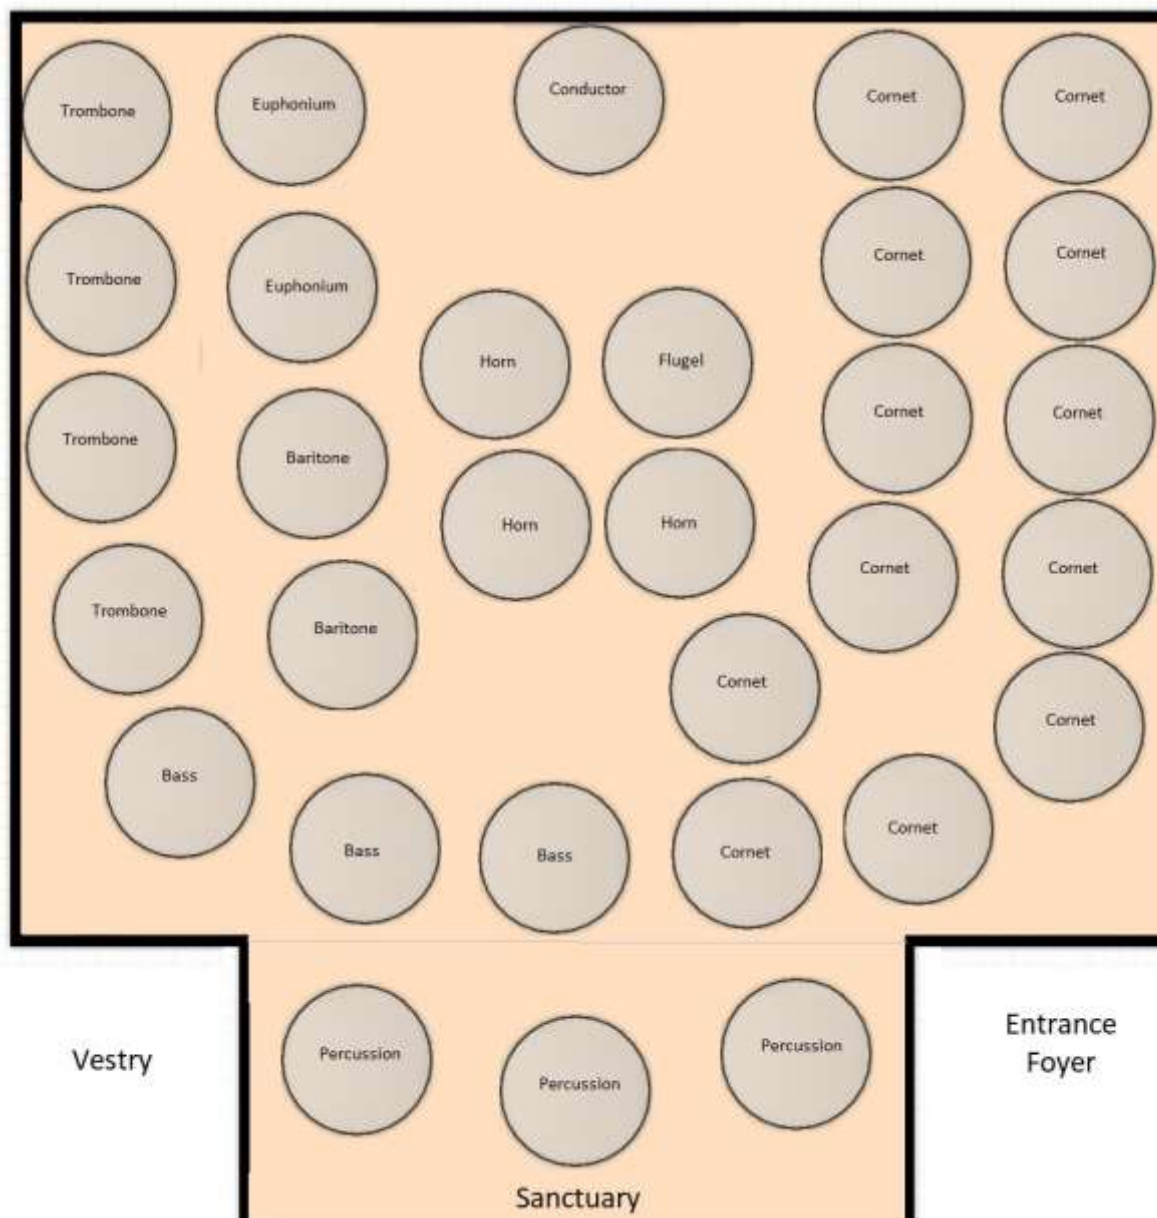 Trombone
Euphonium
Conductor
Cornet
Cornet
Trombone
Euphonium
Cornet
Cornet
Horn
Flugel
Cornet
Cornet
Trombone
Baritone
Horn
Horn
Cornet
Cornet
Trombone
Baritone
Cornet
Cornet
Bass
Bass
Bass
Cornet
Cornet
Percussion
Percussion
Percussion
Vestry
Entrance
Foyer
Sanctuary